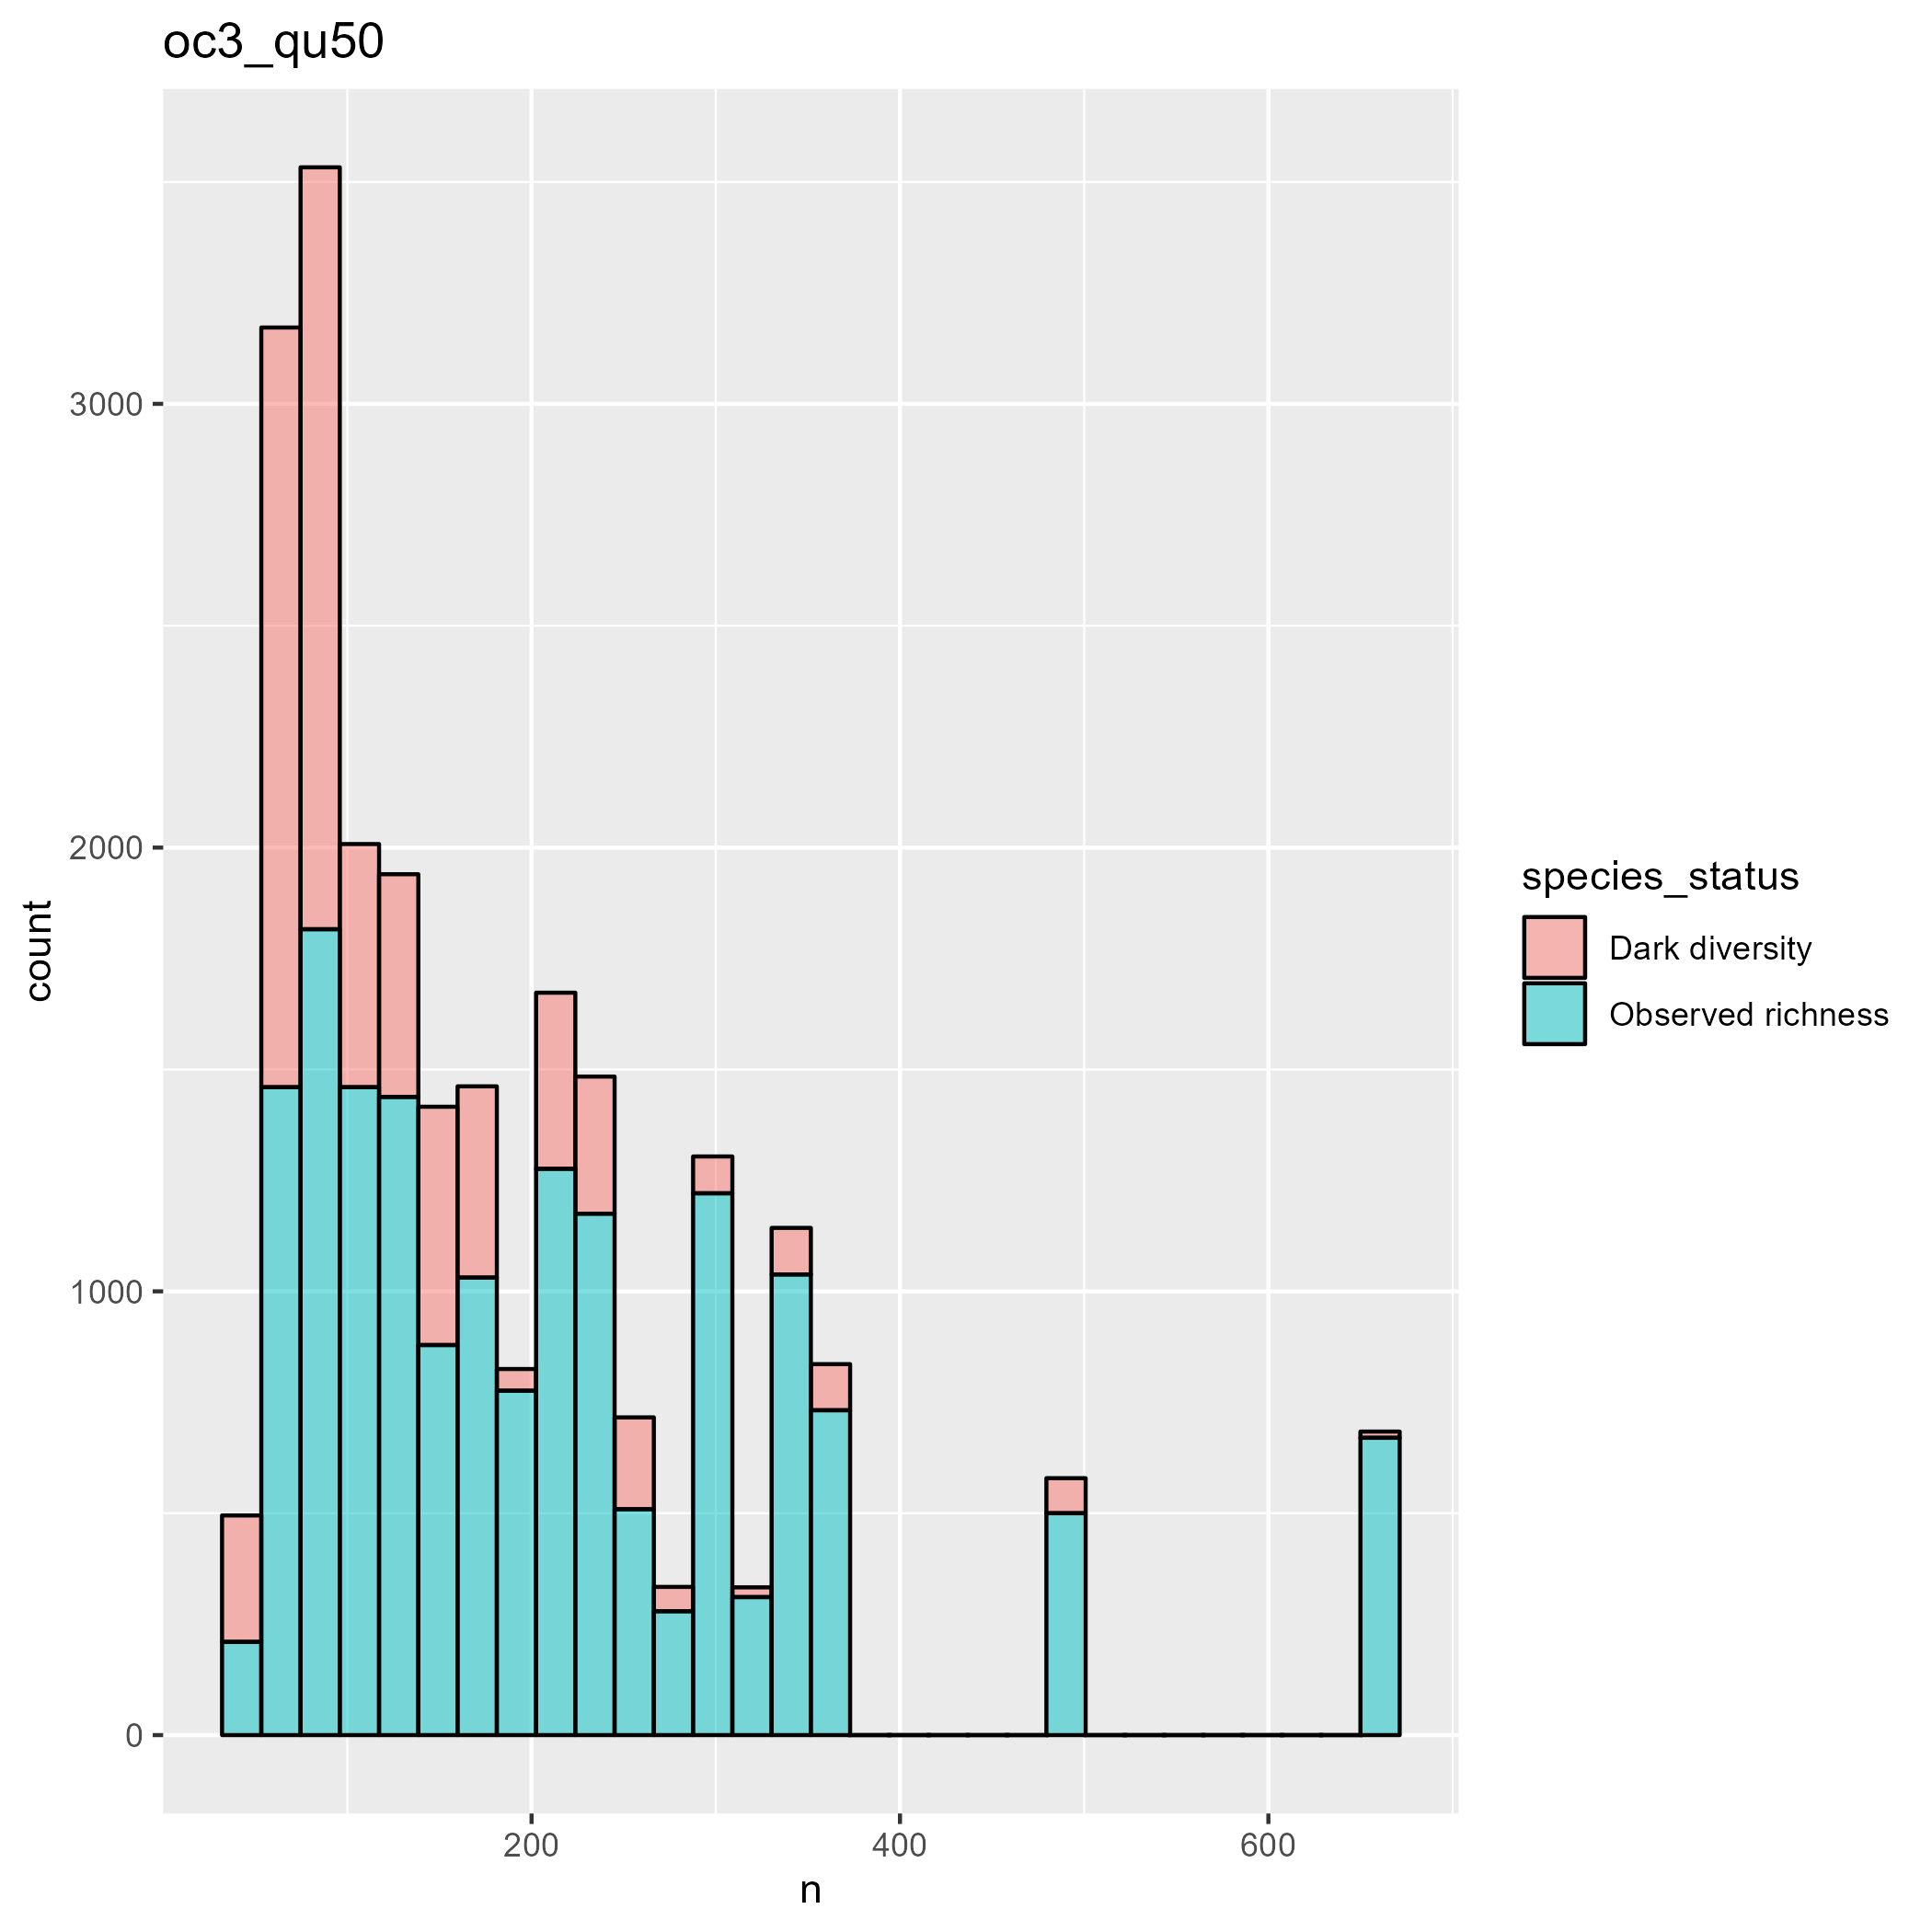 oc3_qu50
3000
2000
1000
0
count
200
400
600
n
species_status
Dark diversity
Observed richness